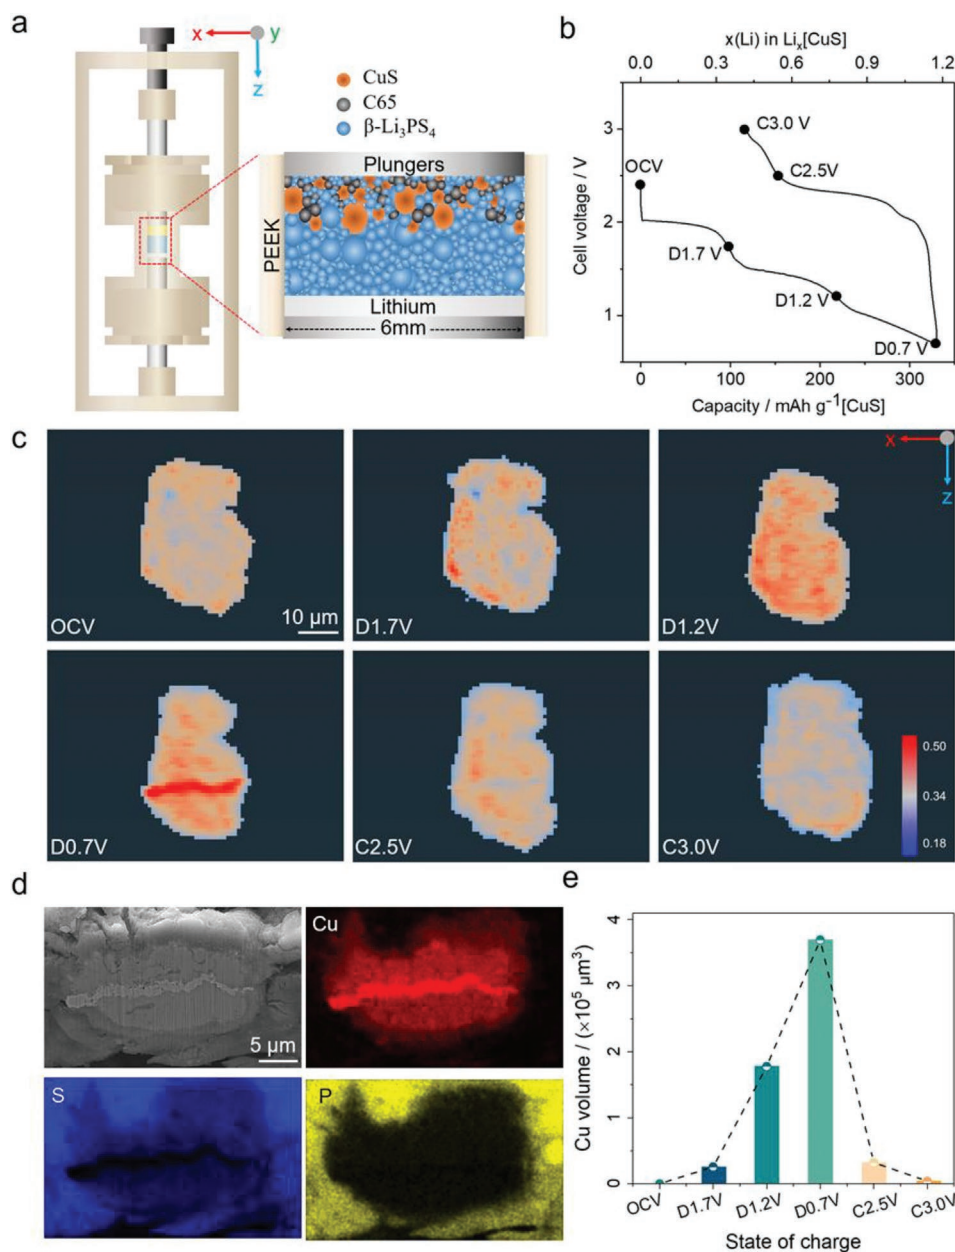 a
x
y
z
CuS
C65
β-Li₃PS₄
Plungers
PEEK
Lithium
6mm
b
x(Li) in Liₓ[CuS]
0.0 0.3 0.6 0.9 1.2
Cell voltage / V
3
2
1
OCV
C3.0 V
C2.5V
D1.7 V
D1.2 V
D0.7 V
0 100 200 300
Capacity / mAh g⁻¹[CuS]
c
x
z
OCV
10 µm
D1.7V
D1.2V
D0.7V
C2.5V
C3.0V
0.50
0.34
0.18
d
5 µm
Cu
S
P
e
Cu volume / (×10⁵ µm³)
4
3
2
1
0
OCV D1.7V D1.2V D0.7V C2.5V C3.0V
State of charge